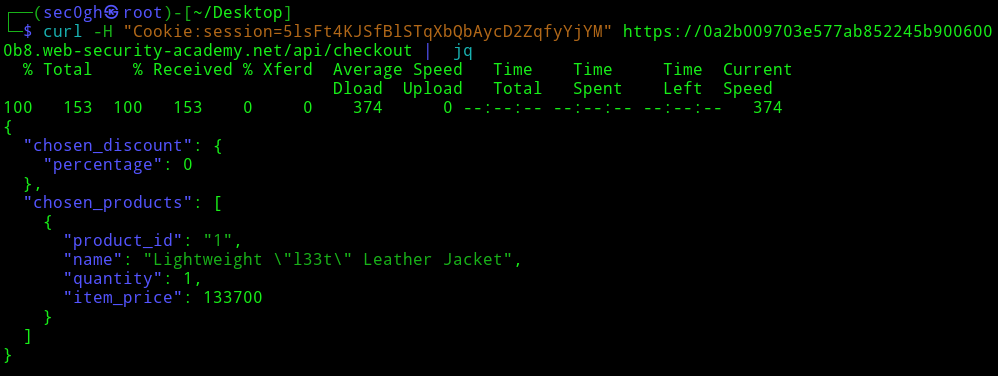 ┌──(sec0gh㉿root)-[~/Desktop]
└─$ curl -H "Cookie:session=5lsFt4KJSfBlSTqXbQbAycD2ZqfyYjYM" https://0a2b009703e577ab852245b900600
0b8.web-security-academy.net/api/checkout |  jq
  % Total    % Received % Xferd  Average Speed   Time    Time     Time  Current
                                 Dload  Upload   Total   Spent    Left  Speed
100   153  100   153    0     0    374      0 --:--:-- --:--:-- --:--:--   374
{
  "chosen_discount": {
    "percentage": 0
  },
  "chosen_products": [
    {
      "product_id": "1",
      "name": "Lightweight \"l33t\" Leather Jacket",
      "quantity": 1,
      "item_price": 133700
    }
  ]
}